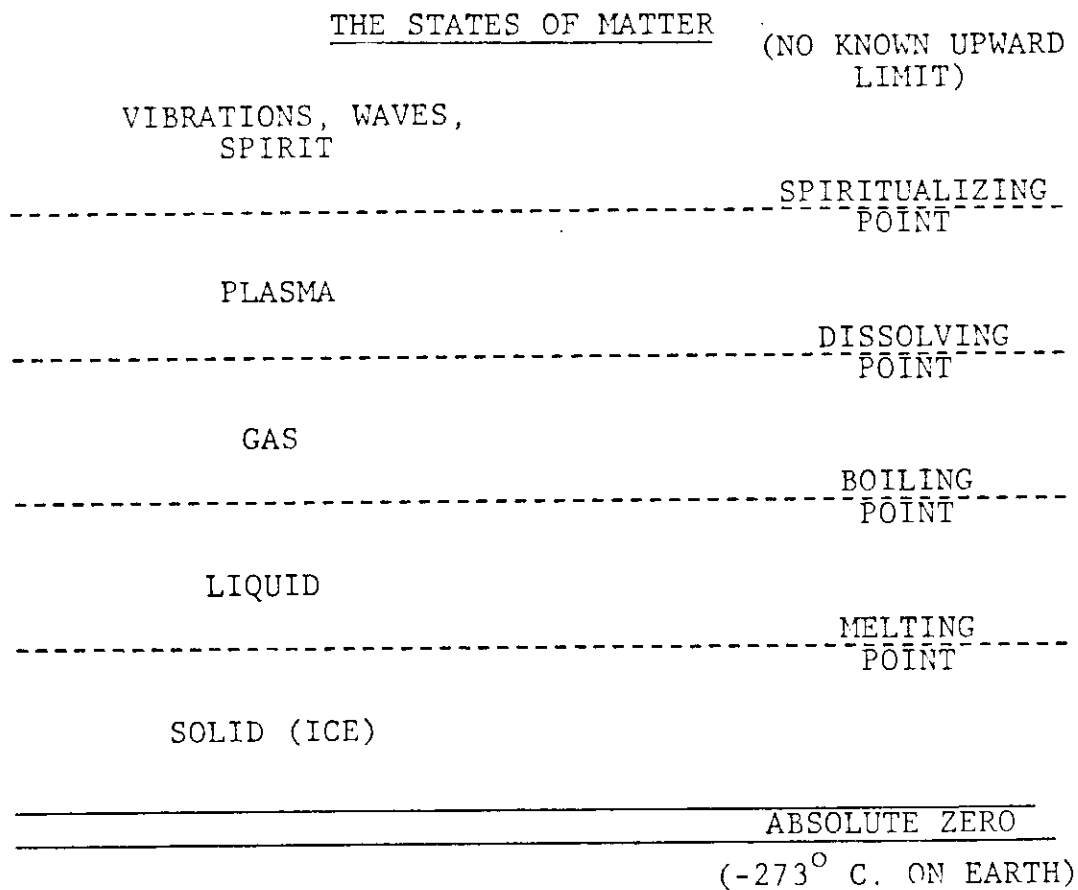 THE STATES OF MATTER
(NO KNOWN UPWARD
LIMIT)
VIBRATIONS, WAVES,
SPIRIT
SPIRITUALIZING
POINT
PLASMA
DISSOLVING
POINT
GAS
BOILING
POINT
LIQUID
MELTING
POINT
SOLID (ICE)
ABSOLUTE ZERO
(-273° C. ON EARTH)